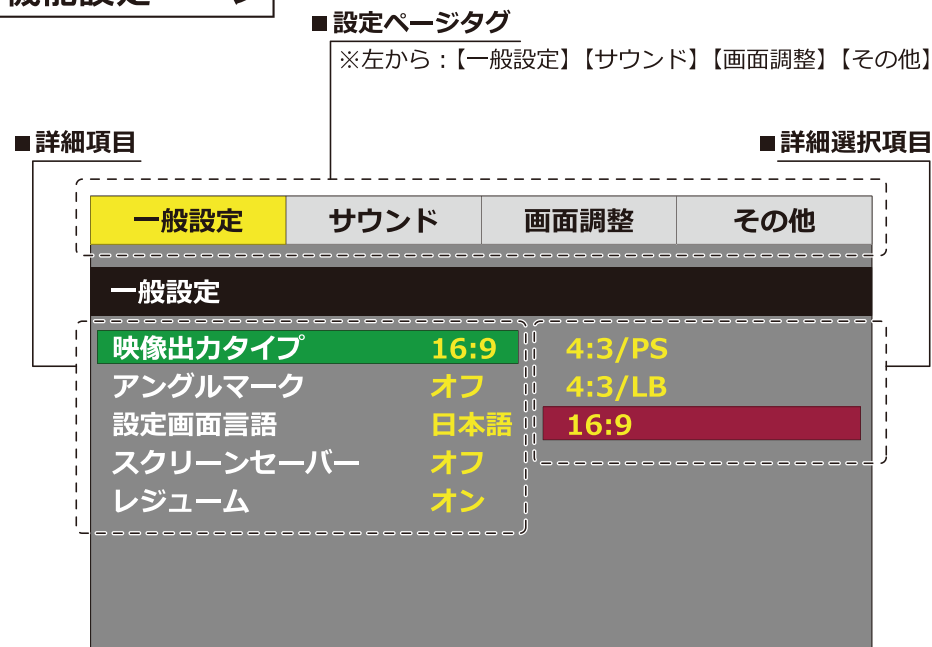 機能設定
■設定ページタグ
※左から：【一般設定】【サウンド】【画面調整】【その他】
■詳細項目
■詳細選択項目
一般設定 サウンド 画面調整 その他
一般設定
映像出力タイプ 16:9 4:3/PS
アングルマーク オフ 4:3/LB
設定画面言語 日本語 16:9
スクリーンセーバー オフ
レジューム オン